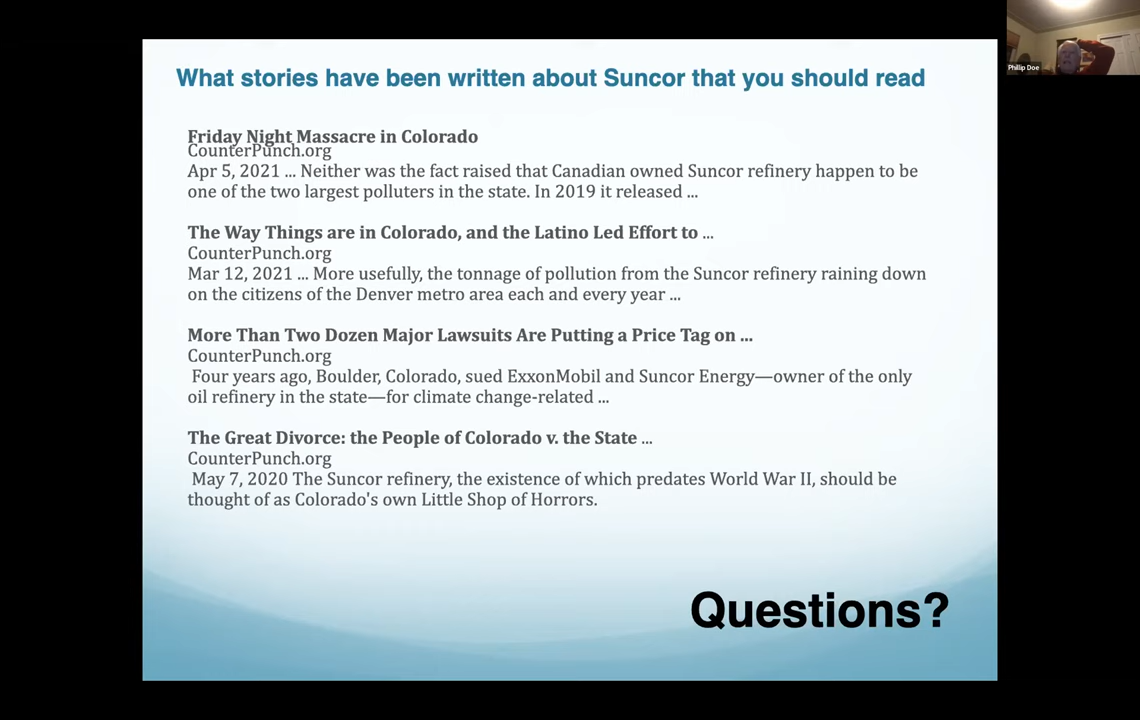 What stories have been written about Suncor that you should read
Phillip Doe
Friday Night Massacre in Colorado
CounterPunch.org
Apr 5, 2021 ... Neither was the fact raised that Canadian owned Suncor refinery happen to be
one of the two largest polluters in the state. In 2019 it released ...
The Way Things are in Colorado, and the Latino Led Effort to ...
CounterPunch.org
Mar 12, 2021 ... More usefully, the tonnage of pollution from the Suncor refinery raining down
on the citizens of the Denver metro area each and every year ...
More Than Two Dozen Major Lawsuits Are Putting a Price Tag on ...
CounterPunch.org
Four years ago, Boulder, Colorado, sued ExxonMobil and Suncor Energy—owner of the only
oil refinery in the state—for climate change-related ...
The Great Divorce: the People of Colorado v. the State ...
CounterPunch.org
May 7, 2020 The Suncor refinery, the existence of which predates World War II, should be
thought of as Colorado's own Little Shop of Horrors.
Questions?